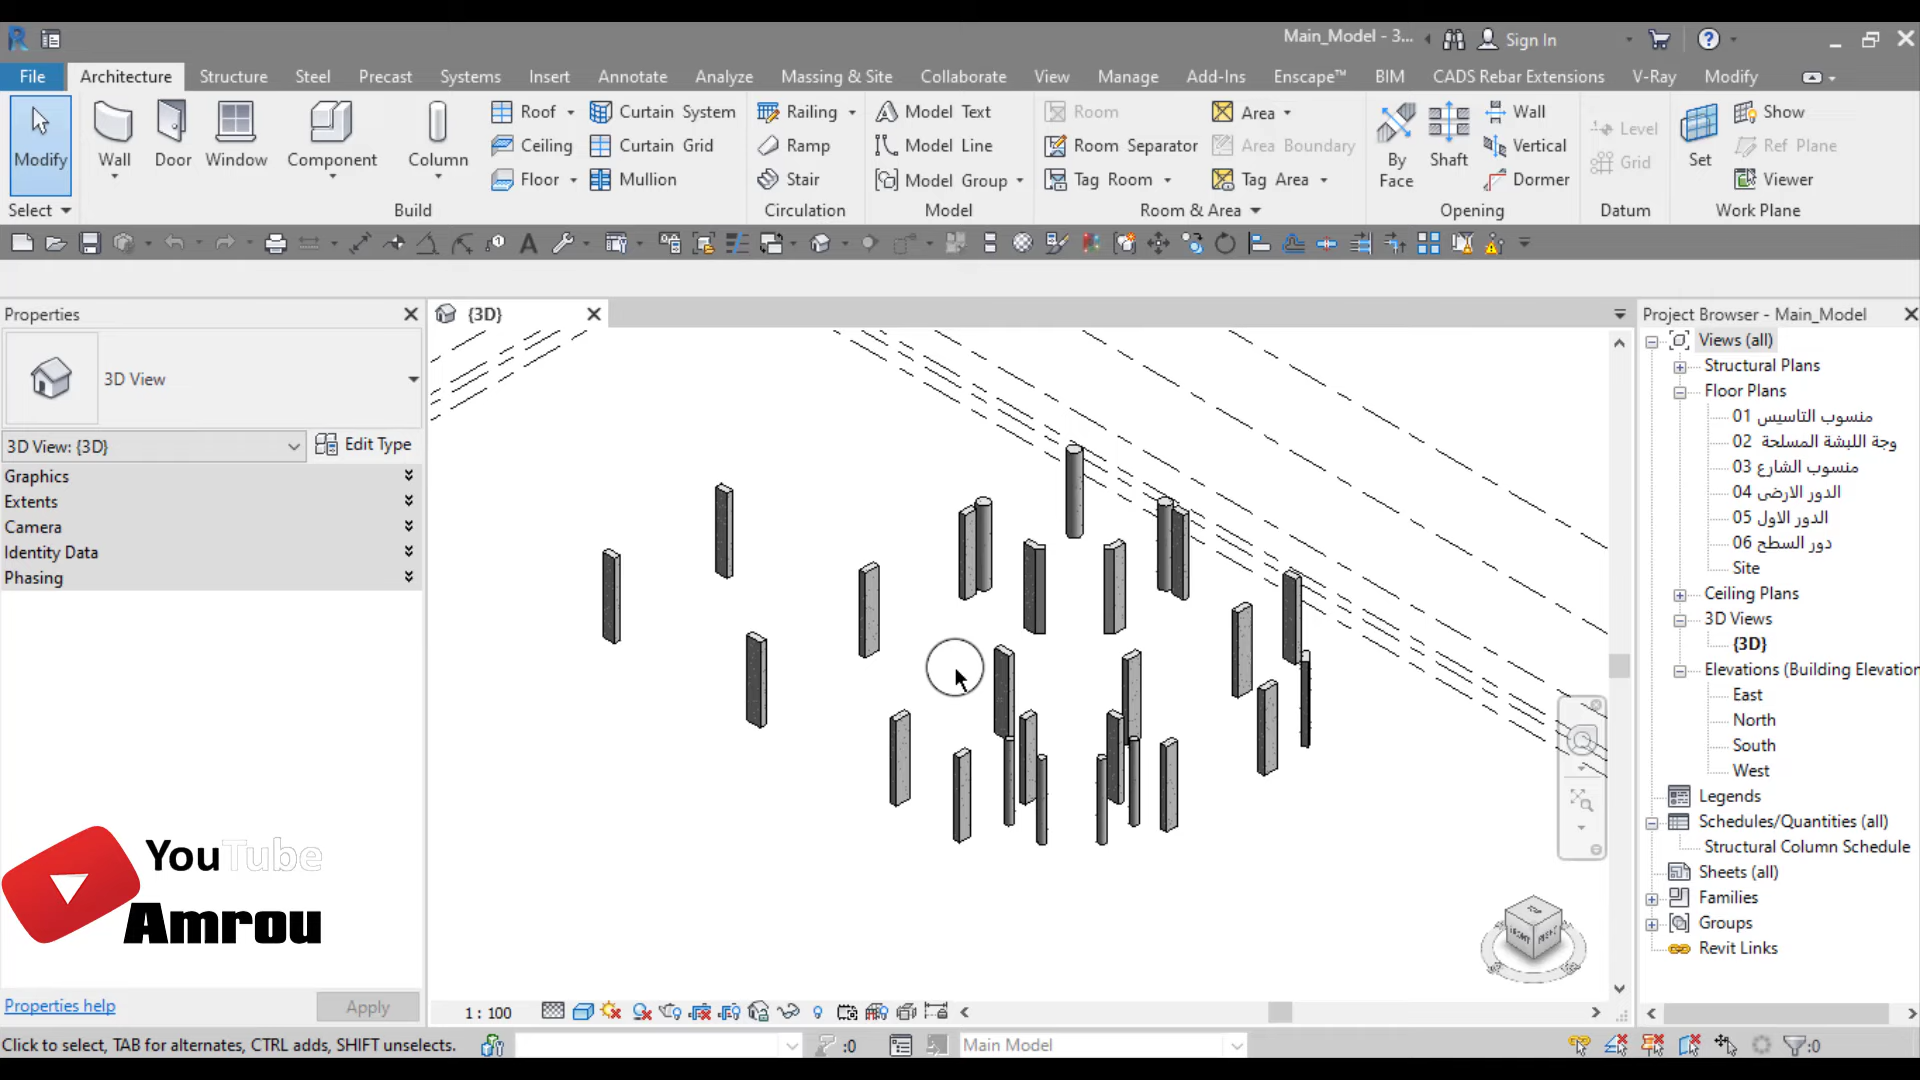 Main_Model - 3...
Sign In
File
Architecture
Structure
Steel
Precast
Systems
Insert
Annotate
Analyze
Massing & Site
Collaborate
View
Manage
Add-Ins
Enscape™
BIM
CADS Rebar Extensions
V-Ray
Modify
Modify
Wall
Door
Window
Component
Column
Roof
Ceiling
Floor
Curtain System
Curtain Grid
Mullion
Railing
Ramp
Stair
Model Text
Model Line
Model Group
Room
Room Separator
Tag Room
Area
Area Boundary
Tag Area
By Face
Shaft
Wall
Vertical
Dormer
Level
Grid
Set
Show
Ref Plane
Viewer
Select
Build
Circulation
Model
Room & Area
Opening
Datum
Work Plane
Properties
3D View
3D View: {3D}
Edit Type
Graphics
Extents
Camera
Identity Data
Phasing
YouTube
Amrou
Properties help
Apply
{3D}
TOP
FRONT
RIGHT
1 : 100
Project Browser - Main_Model
Views (all)
Structural Plans
Floor Plans
01 منسوب التاسيس
02 وجة اللبشة المسلحة
03 منسوب الشارع
04 الدور الارضى
05 الدور الاول
06 دور السطح
Site
Ceiling Plans
3D Views
{3D}
Elevations (Building Elevation
East
North
South
West
Legends
Schedules/Quantities (all)
Structural Column Schedule
Sheets (all)
Families
Groups
Revit Links
Click to select, TAB for alternates, CTRL adds, SHIFT unselects.
:0
Main Model
:0